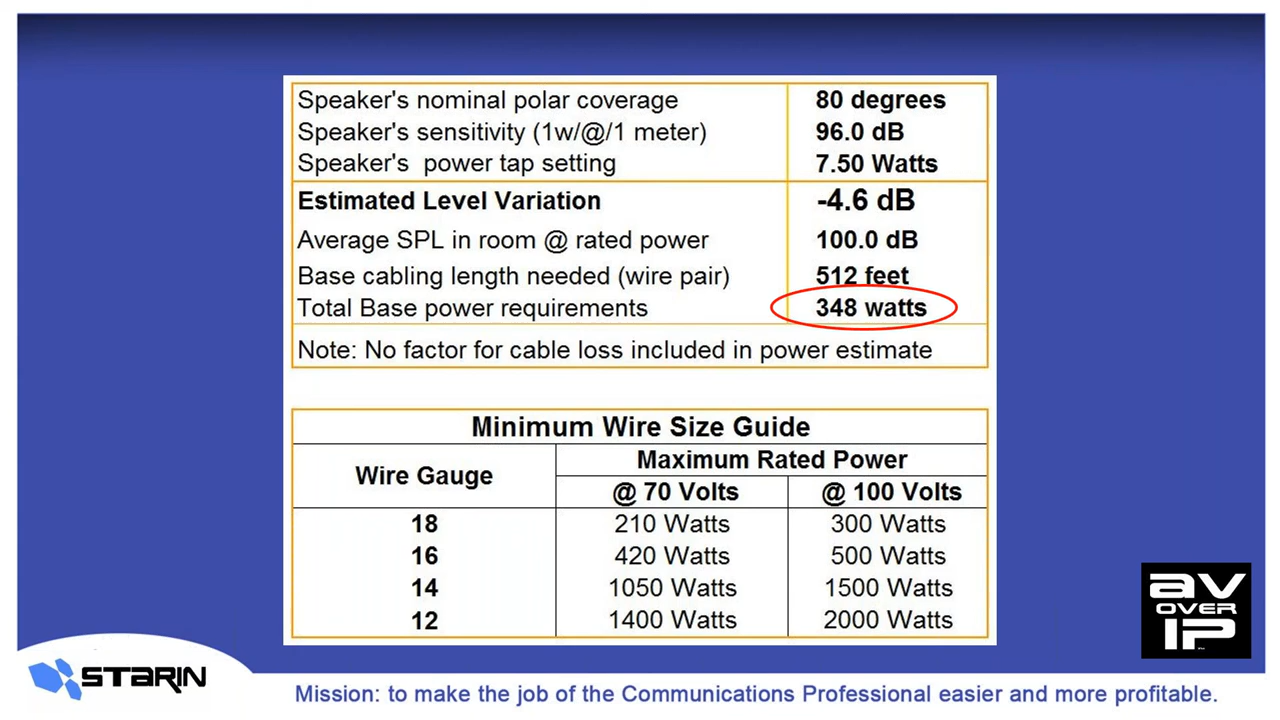 Speaker's nominal polar coverage 80 degrees
Speaker's sensitivity (1w/@/1 meter) 96.0 dB
Speaker's power tap setting 7.50 Watts
Estimated Level Variation -4.6 dB
Average SPL in room @ rated power 100.0 dB
Base cabling length needed (wire pair) 512 feet
Total Base power requirements 348 watts
Note: No factor for cable loss included in power estimate
Minimum Wire Size Guide
Wire Gauge Maximum Rated Power
@ 70 Volts @ 100 Volts
18 210 Watts 300 Watts
16 420 Watts 500 Watts
14 1050 Watts 1500 Watts
12 1400 Watts 2000 Watts
av
OVER
IP
STARIN
Mission: to make the job of the Communications Professional easier and more profitable.